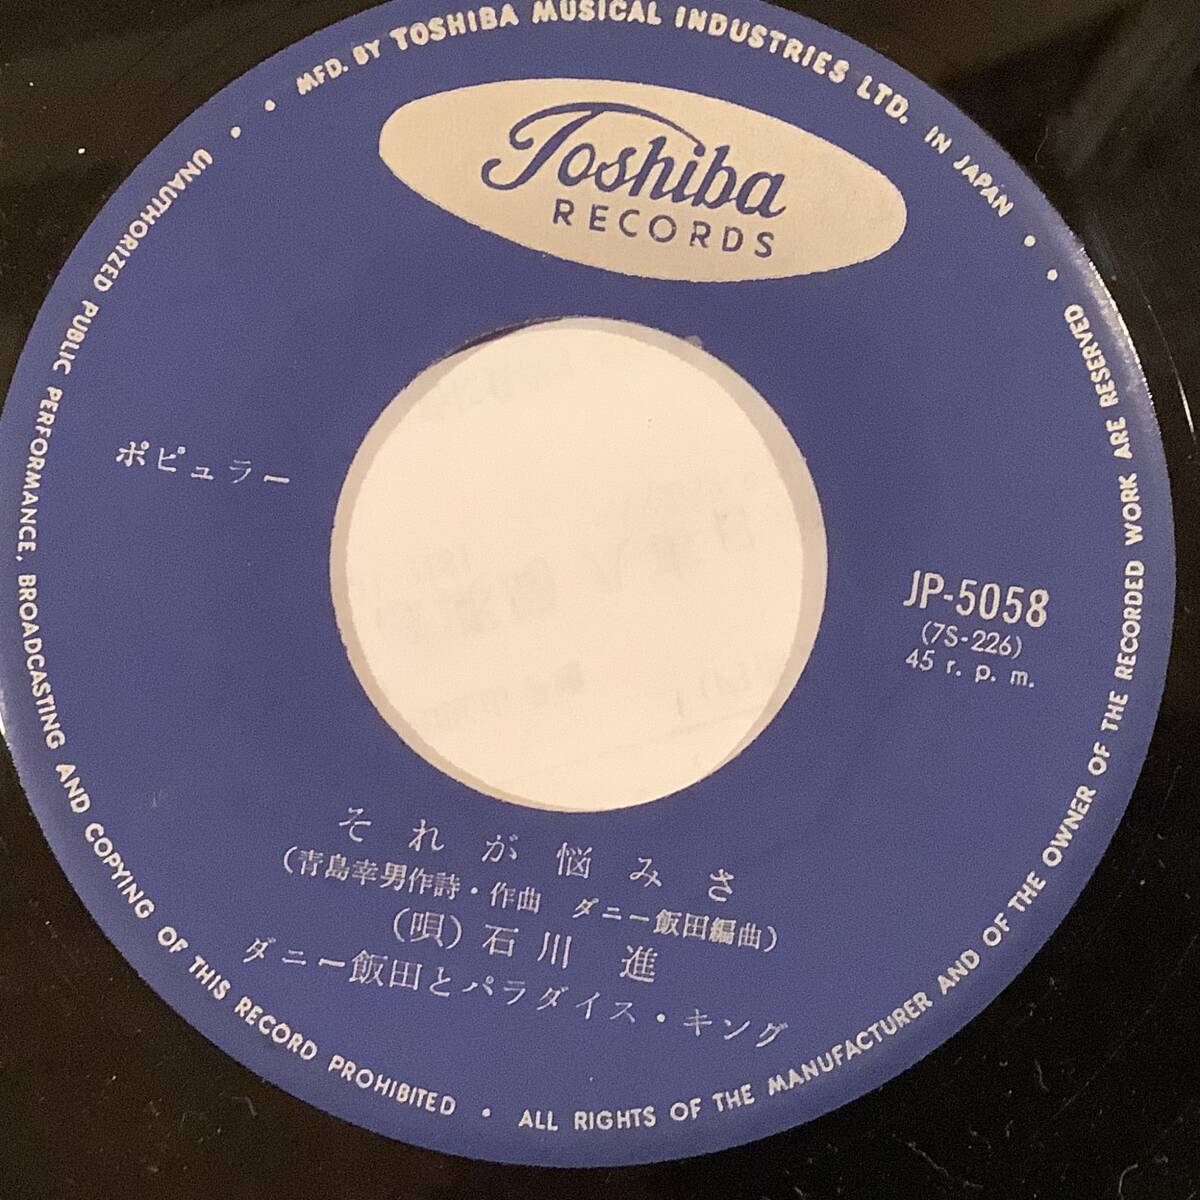 MFD. BY TOSHIBA MUSICAL INDUSTRIES LTD. IN JAPAN
Toshiba
RECORDS
ポピュラー
JP-5058
(7S-226)
45 r. p. m.
それが悩みさ
(青島幸男作詩・作曲 ダニー飯田編曲)
(唄) 石川 進
ダニー飯田とパラダイス・キング
UNAUTHORIZED PUBLIC PERFORMANCE, BROADCASTING AND COPYING OF THIS RECORD PROHIBITED • ALL RIGHTS OF THE MANUFACTURER AND OF THE OWNER OF THE RECORDED WORK ARE RESERVED